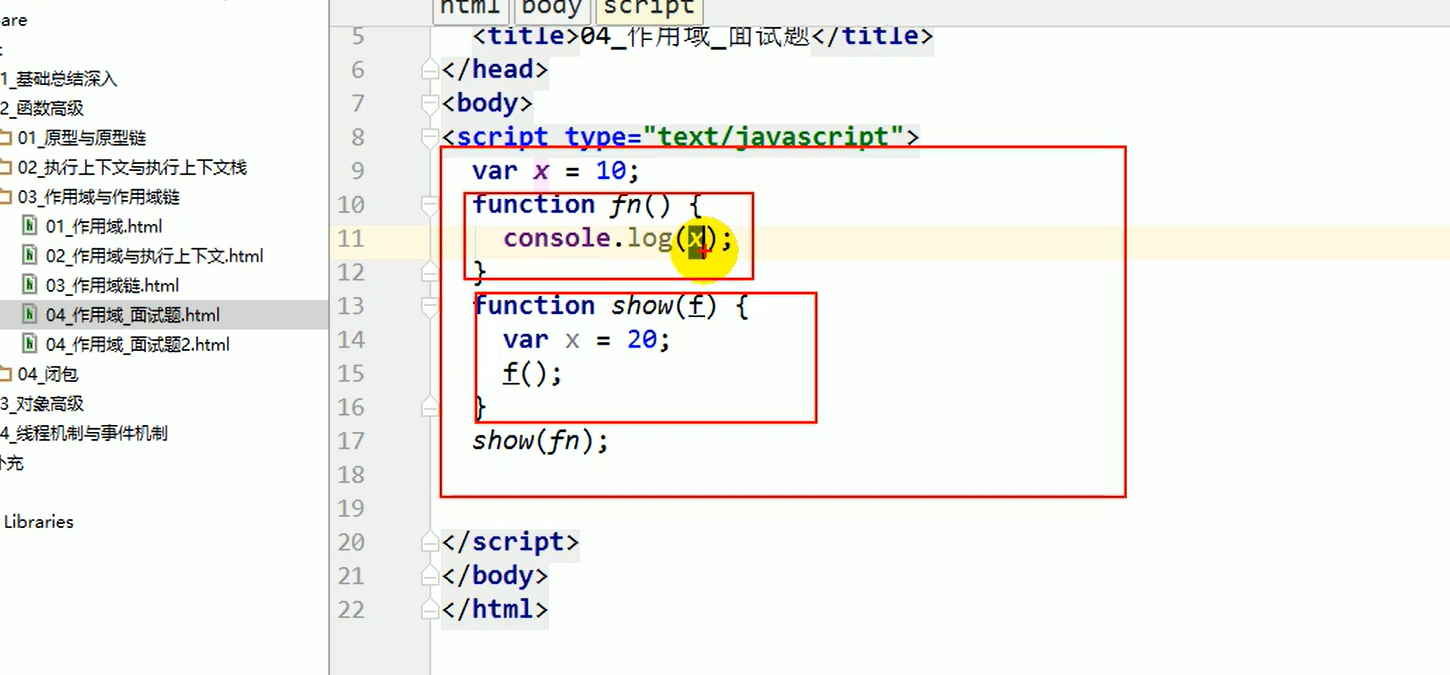 html body script
are
1_基础总结深入
2_函数高级
01_原型与原型链
02_执行上下文与执行上下文栈
03_作用域与作用域链
01_作用域.html
02_作用域与执行上下文.html
03_作用域链.html
04_作用域_面试题.html
04_作用域_面试题2.html
04_闭包
3_对象高级
4_线程机制与事件机制
补充
Libraries
5 <title>04_作用域_面试题</title>
6 </head>
7 <body>
8 <script type="text/javascript">
9 var x = 10;
10 function fn() {
11 console.log(x);
12 }
13 function show(f) {
14 var x = 20;
15 f();
16 }
17 show(fn);
18
19
20 </script>
21 </body>
22 </html>